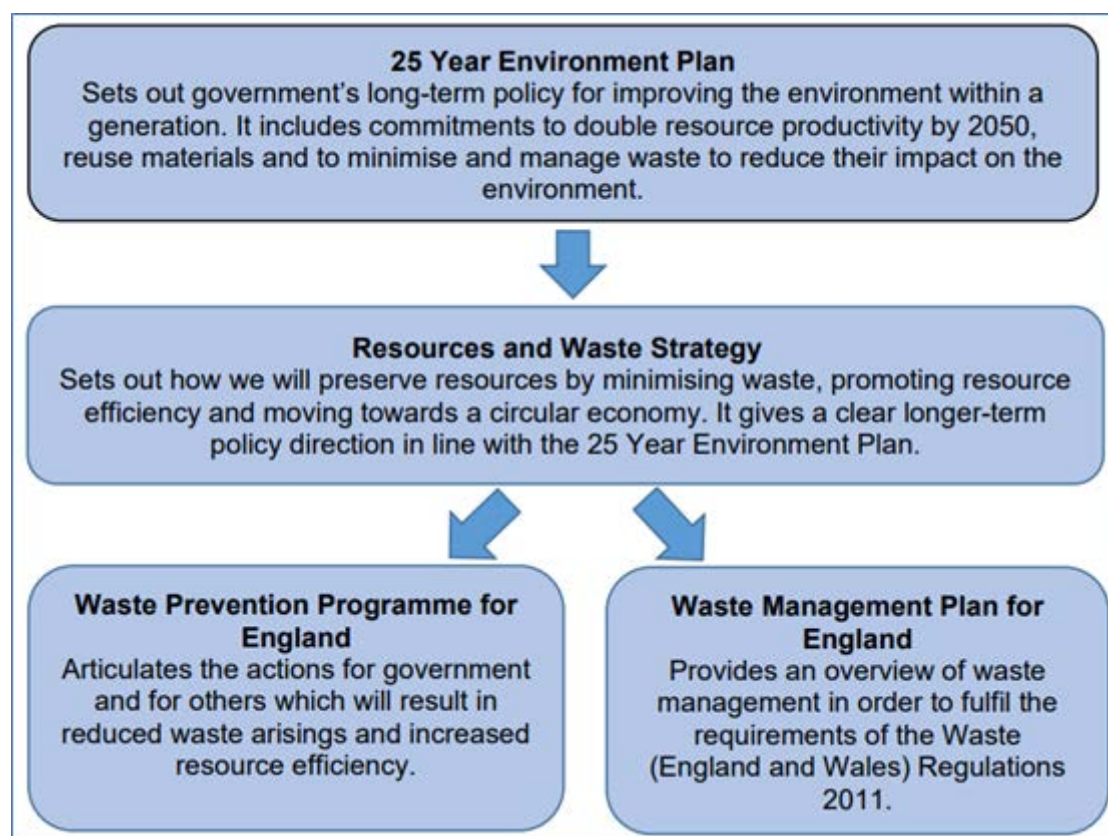 25 Year Environment Plan
Sets out government's long-term policy for improving the environment within a
generation. It includes commitments to double resource productivity by 2050,
reuse materials and to minimise and manage waste to reduce their impact on the
environment.
Resources and Waste Strategy
Sets out how we will preserve resources by minimising waste, promoting resource
efficiency and moving towards a circular economy. It gives a clear longer-term
policy direction in line with the 25 Year Environment Plan.
Waste Prevention Programme for
England
Articulates the actions for government
and for others which will result in
reduced waste arisings and increased
resource efficiency.
Waste Management Plan for
England
Provides an overview of waste
management in order to fulfil the
requirements of the Waste
(England and Wales) Regulations
2011.